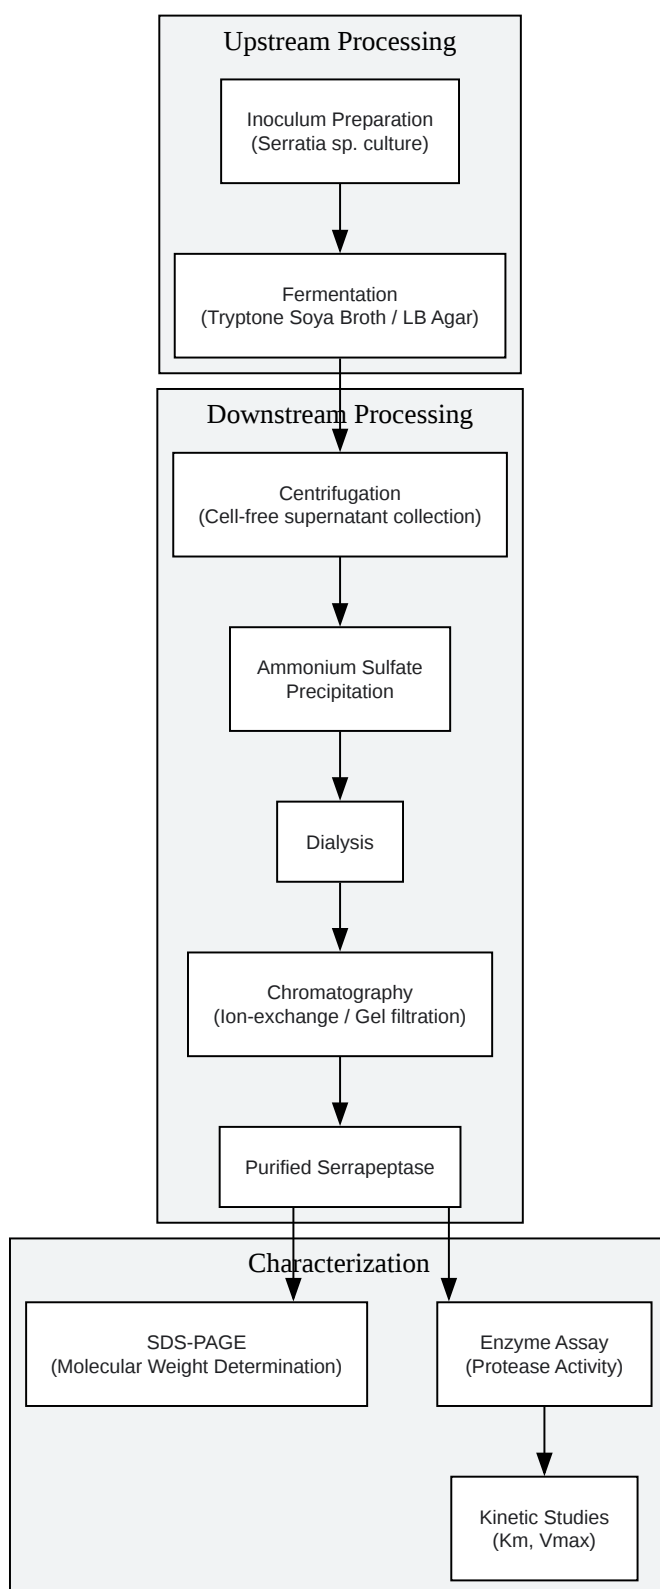 Upstream Processing
Inoculum Preparation
(Serratia sp. culture)
Fermentation
(Tryptone Soya Broth / LB Agar)
Downstream Processing
Centrifugation
(Cell-free supernatant collection)
Ammonium Sulfate
Precipitation
Dialysis
Chromatography
(Ion-exchange / Gel filtration)
Purified Serrapeptase
Characterization
SDS-PAGE
(Molecular Weight Determination)
Enzyme Assay
(Protease Activity)
Kinetic Studies
(Km, Vmax)